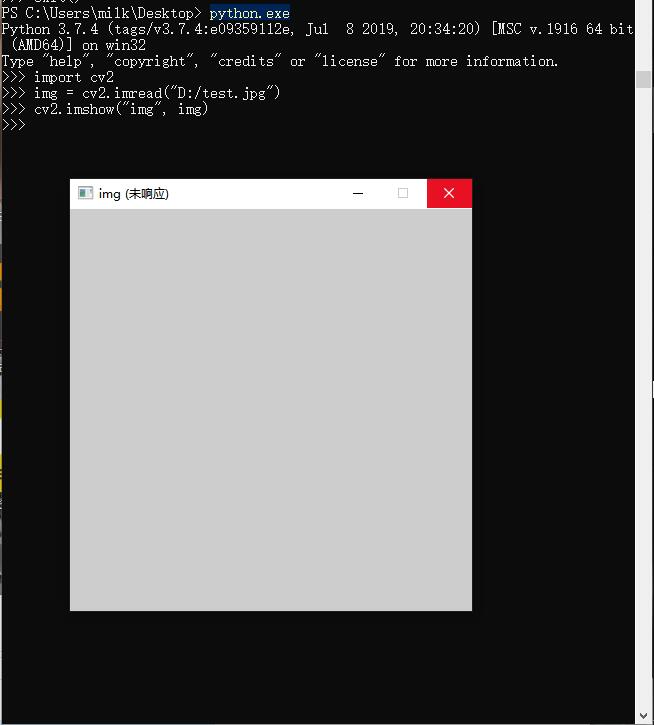 PS C:\Users\milk\Desktop> python.exe
Python 3.7.4 (tags/v3.7.4:e09359112e, Jul  8 2019, 20:34:20) [MSC v.1916 64 bit
 (AMD64)] on win32
Type "help", "copyright", "credits" or "license" for more information.
>>> import cv2
>>> img = cv2.imread("D:/test.jpg")
>>> cv2.imshow("img", img)
>>>
img (未响应)